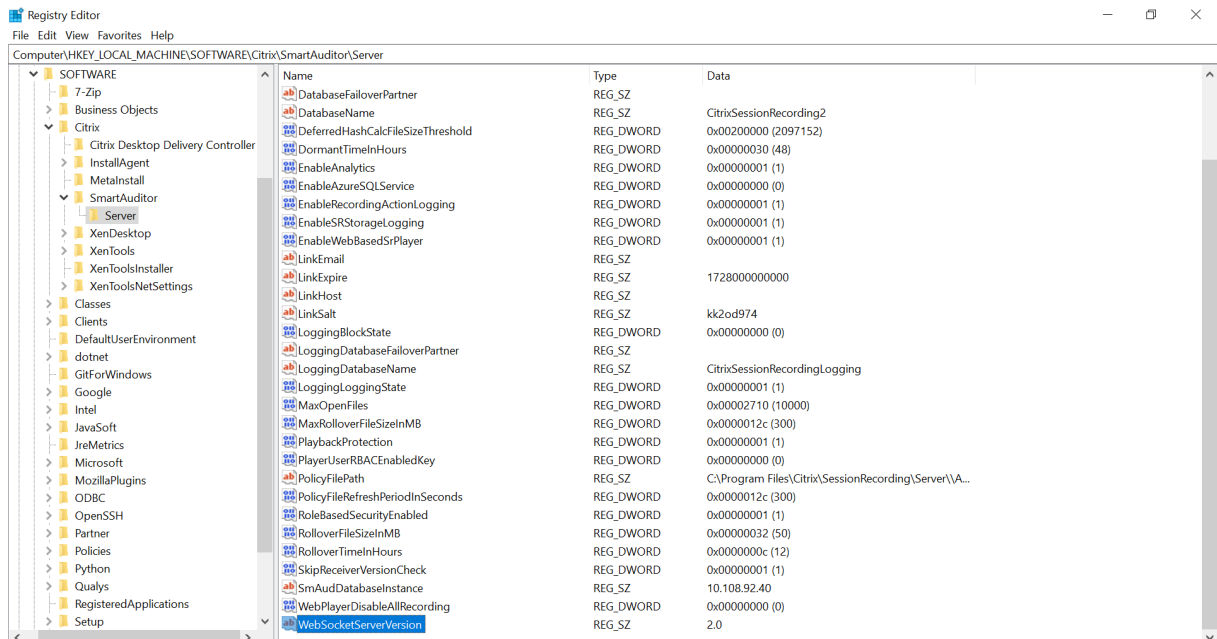 Registry Editor
File Edit View Favorites Help
Computer\HKEY_LOCAL_MACHINE\SOFTWARE\Citrix\SmartAuditor\Server
SOFTWARE
7-Zip
Business Objects
Citrix
Citrix Desktop Delivery Controller
InstallAgent
MetaInstall
SmartAuditor
Server
XenDesktop
XenTools
XenToolsInstaller
XenToolsNetSettings
Classes
Clients
DefaultUserEnvironment
dotnet
GitForWindows
Google
Intel
JavaSoft
JreMetrics
Microsoft
MozillaPlugins
ODBC
OpenSSH
Partner
Policies
Python
Qualys
RegisteredApplications
Setup
Name Type Data
DatabaseFailoverPartner REG_SZ
DatabaseName REG_SZ CitrixSessionRecording2
DeferredHashCalcFileSizeThreshold REG_DWORD 0x00200000 (2097152)
DormantTimeInHours REG_DWORD 0x00000030 (48)
EnableAnalytics REG_DWORD 0x00000001 (1)
EnableAzureSQLService REG_DWORD 0x00000000 (0)
EnableRecordingActionLogging REG_DWORD 0x00000001 (1)
EnableSRStorageLogging REG_DWORD 0x00000001 (1)
EnableWebBasedSrPlayer REG_DWORD 0x00000001 (1)
LinkEmail REG_SZ
LinkExpire REG_SZ 1728000000000
LinkHost REG_SZ
LinkSalt REG_SZ kk2od974
LoggingBlockState REG_DWORD 0x00000000 (0)
LoggingDatabaseFailoverPartner REG_SZ
LoggingDatabaseName REG_SZ CitrixSessionRecordingLogging
LoggingLoggingState REG_DWORD 0x00000001 (1)
MaxOpenFiles REG_DWORD 0x00002710 (10000)
MaxRolloverFileSizeInMB REG_DWORD 0x0000012c (300)
PlaybackProtection REG_DWORD 0x00000001 (1)
PlayerUserRBACEnabledKey REG_DWORD 0x00000000 (0)
PolicyFilePath REG_SZ C:\Program Files\Citrix\SessionRecording\Server\\A...
PolicyFileRefreshPeriodInSeconds REG_DWORD 0x0000012c (300)
RoleBasedSecurityEnabled REG_DWORD 0x00000001 (1)
RolloverFileSizeInMB REG_DWORD 0x00000032 (50)
RolloverTimeInHours REG_DWORD 0x0000000c (12)
SkipReceiverVersionCheck REG_DWORD 0x00000001 (1)
SmAudDatabaseInstance REG_SZ 10.108.92.40
WebPlayerDisableAllRecording REG_DWORD 0x00000000 (0)
WebSocketServerVersion REG_SZ 2.0